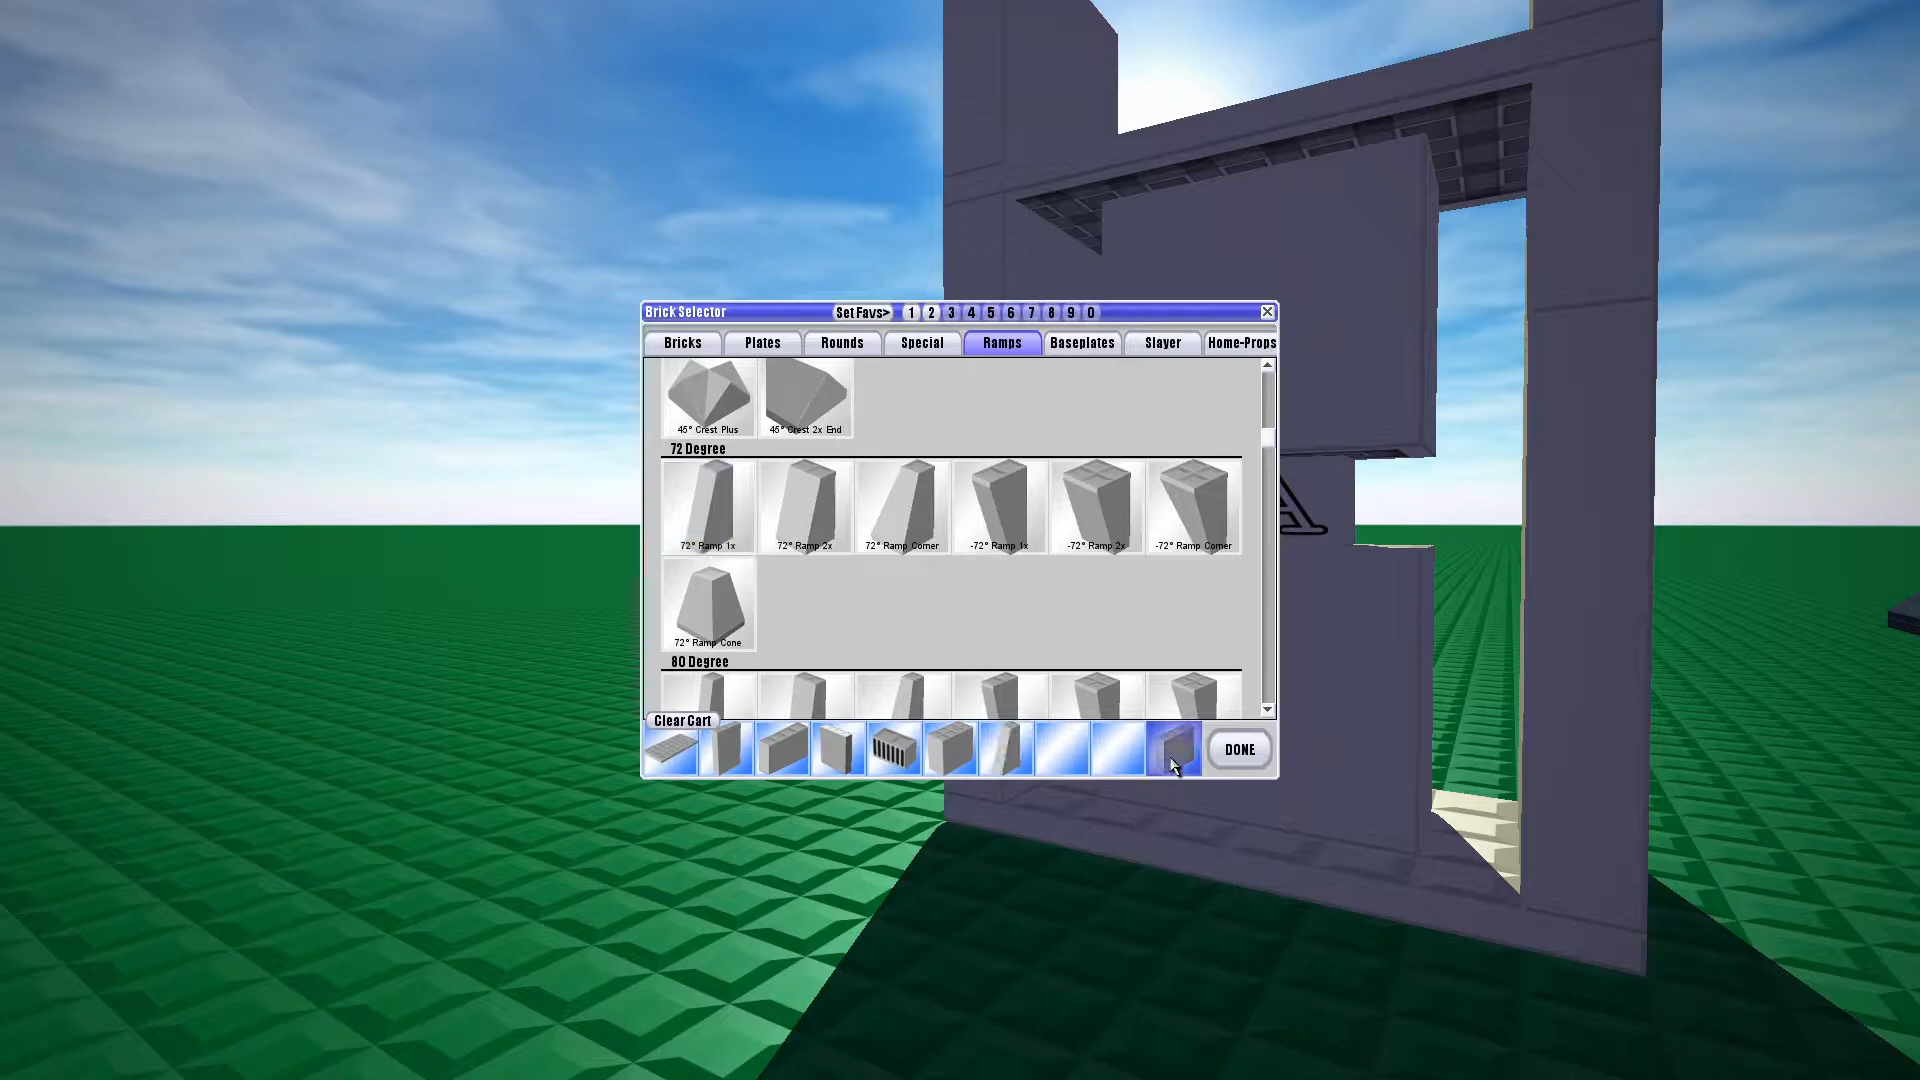 Brick Selector Set Favs> 1 2 3 4 5 6 7 8 9 0
Bricks Plates Rounds Special Ramps Baseplates Slayer Home-Props
45° Crest Plus 45° Crest 2x End
72 Degree
72° Ramp 1x 72° Ramp 2x 72° Ramp Corner -72° Ramp 1x -72° Ramp 2x -72° Ramp Corner
72° Ramp Cone
80 Degree
Clear Cart
DONE
A